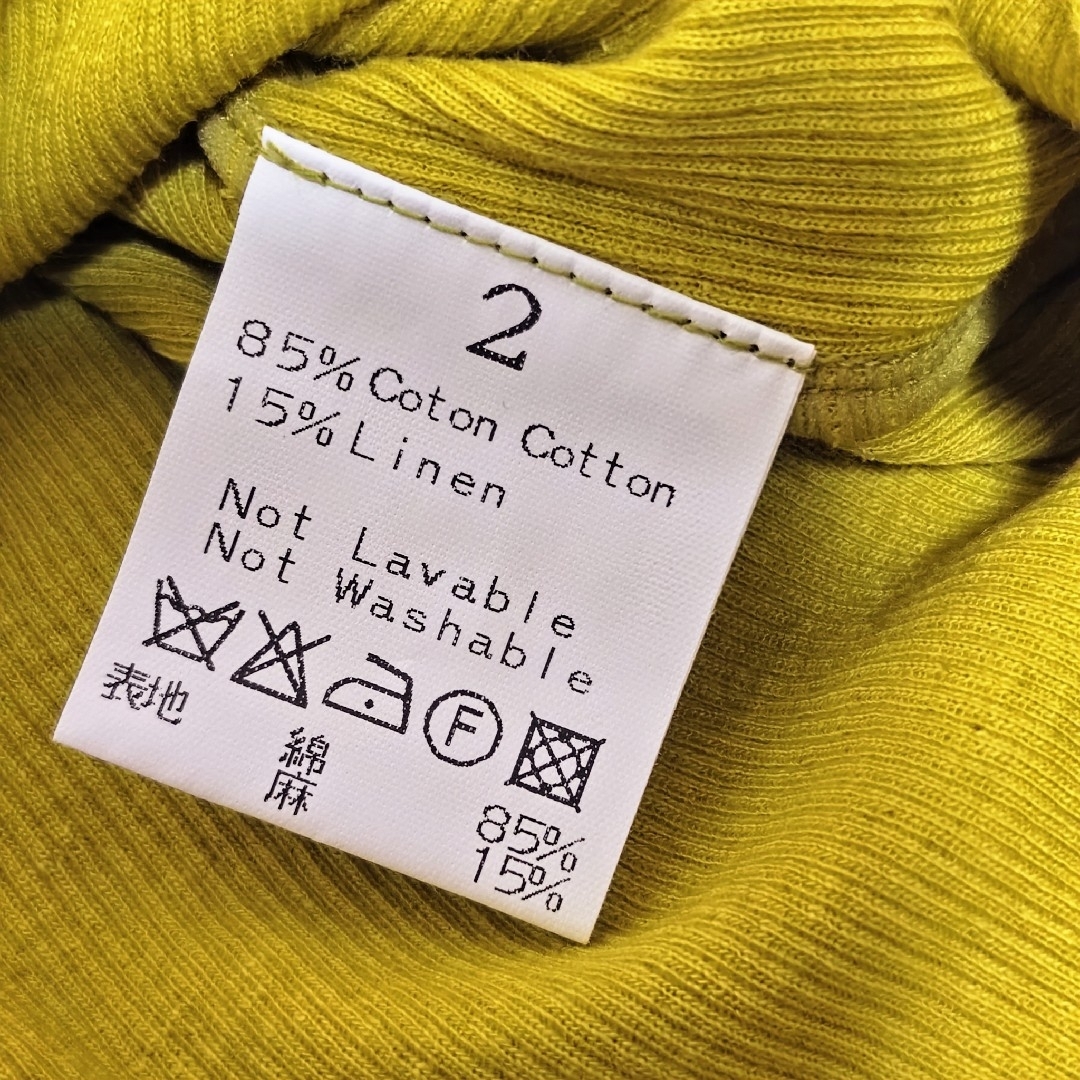 2
85% Coton Cotton
15% Linen
Not Lavable
Not Washable
F
表地
綿 85%
麻 15%